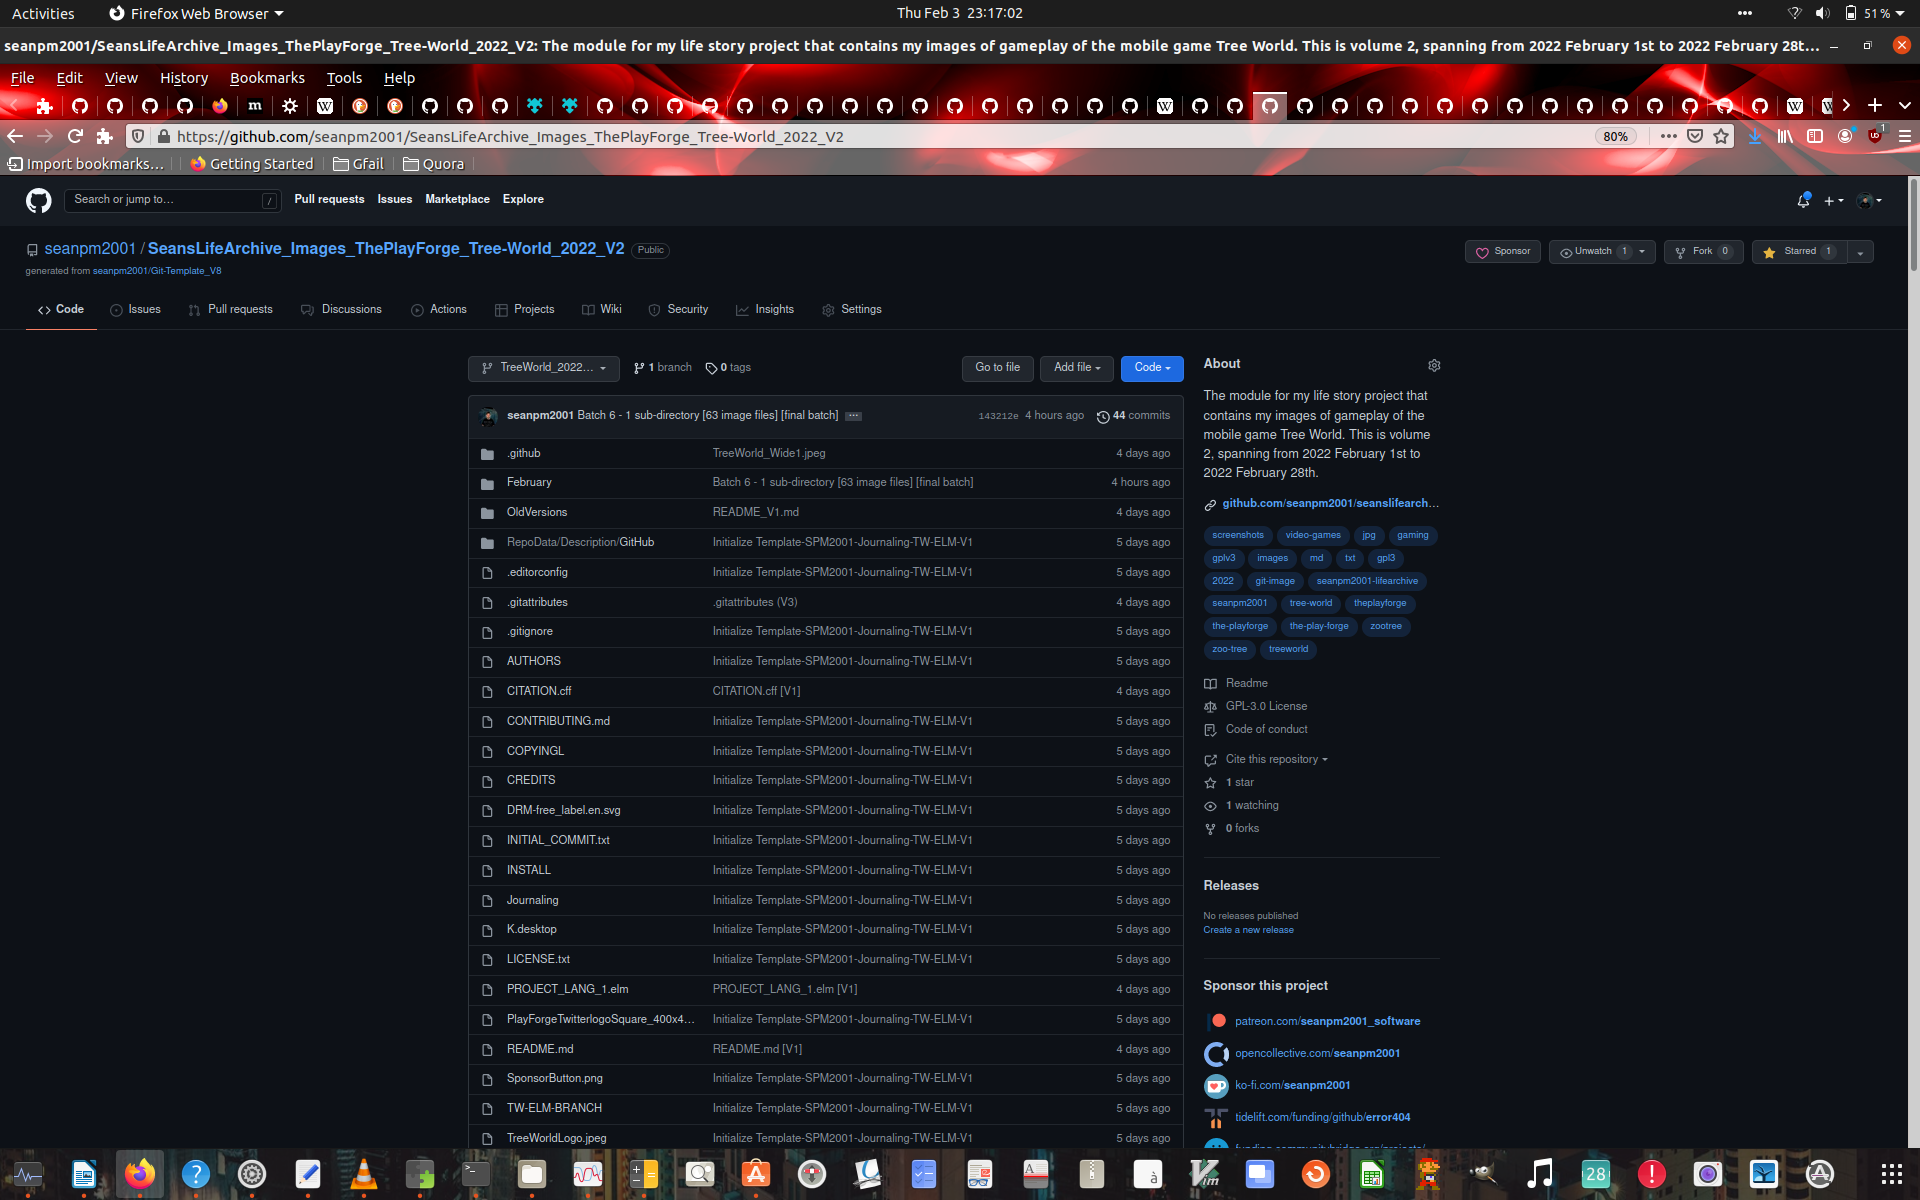 Activities
Firefox Web Browser
Thu Feb 3 23:17:02
51 %
seanpm2001/SeansLifeArchive_Images_ThePlayForge_Tree-World_2022_V2: The module for my life story project that contains my images of gameplay of the mobile game Tree World. This is volume 2, spanning from 2022 February 1st to 2022 February 28t…
File Edit View History Bookmarks Tools Help
https://github.com/seanpm2001/SeansLifeArchive_Images_ThePlayForge_Tree-World_2022_V2
80%
1
Import bookmarks… Getting Started Gfail Quora
Search or jump to… /
Pull requests Issues Marketplace Explore
seanpm2001 / SeansLifeArchive_Images_ThePlayForge_Tree-World_2022_V2 Public
Sponsor Unwatch 1 Fork 0 Starred 1
generated from seanpm2001/Git-Template_V8
Code Issues Pull requests Discussions Actions Projects Wiki Security Insights Settings
TreeWorld_2022… 1 branch 0 tags Go to file Add file Code
seanpm2001 Batch 6 - 1 sub-directory [63 image files] [final batch] 143212e 4 hours ago 44 commits
.github TreeWorld_Wide1.jpeg 4 days ago
February Batch 6 - 1 sub-directory [63 image files] [final batch] 4 hours ago
OldVersions README_V1.md 4 days ago
RepoData/Description/GitHub Initialize Template-SPM2001-Journaling-TW-ELM-V1 5 days ago
.editorconfig Initialize Template-SPM2001-Journaling-TW-ELM-V1 5 days ago
.gitattributes .gitattributes (V3) 4 days ago
.gitignore Initialize Template-SPM2001-Journaling-TW-ELM-V1 5 days ago
AUTHORS Initialize Template-SPM2001-Journaling-TW-ELM-V1 5 days ago
CITATION.cff CITATION.cff [V1] 4 days ago
CONTRIBUTING.md Initialize Template-SPM2001-Journaling-TW-ELM-V1 5 days ago
COPYINGL Initialize Template-SPM2001-Journaling-TW-ELM-V1 5 days ago
CREDITS Initialize Template-SPM2001-Journaling-TW-ELM-V1 5 days ago
DRM-free_label.en.svg Initialize Template-SPM2001-Journaling-TW-ELM-V1 5 days ago
INITIAL_COMMIT.txt Initialize Template-SPM2001-Journaling-TW-ELM-V1 5 days ago
INSTALL Initialize Template-SPM2001-Journaling-TW-ELM-V1 5 days ago
Journaling Initialize Template-SPM2001-Journaling-TW-ELM-V1 5 days ago
K.desktop Initialize Template-SPM2001-Journaling-TW-ELM-V1 5 days ago
LICENSE.txt Initialize Template-SPM2001-Journaling-TW-ELM-V1 5 days ago
PROJECT_LANG_1.elm PROJECT_LANG_1.elm [V1] 4 days ago
PlayForgeTwitterlogoSquare_400x4… Initialize Template-SPM2001-Journaling-TW-ELM-V1 5 days ago
README.md README.md [V1] 4 days ago
SponsorButton.png Initialize Template-SPM2001-Journaling-TW-ELM-V1 5 days ago
TW-ELM-BRANCH Initialize Template-SPM2001-Journaling-TW-ELM-V1 5 days ago
TreeWorldLogo.jpeg Initialize Template-SPM2001-Journaling-TW-ELM-V1 5 days ago
About
The module for my life story project that
contains my images of gameplay of the
mobile game Tree World. This is volume
2, spanning from 2022 February 1st to
2022 February 28th.
github.com/seanpm2001/seanslifearch…
screenshots video-games jpg gaming
gplv3 images md txt gpl3
2022 git-image seanpm2001-lifearchive
seanpm2001 tree-world theplayforge
the-playforge the-play-forge zootree
zoo-tree treeworld
Readme
GPL-3.0 License
Code of conduct
Cite this repository
1 star
1 watching
0 forks
Releases
No releases published
Create a new release
Sponsor this project
patreon.com/seanpm2001_software
opencollective.com/seanpm2001
ko-fi.com/seanpm2001
tidelift.com/funding/github/error404
28